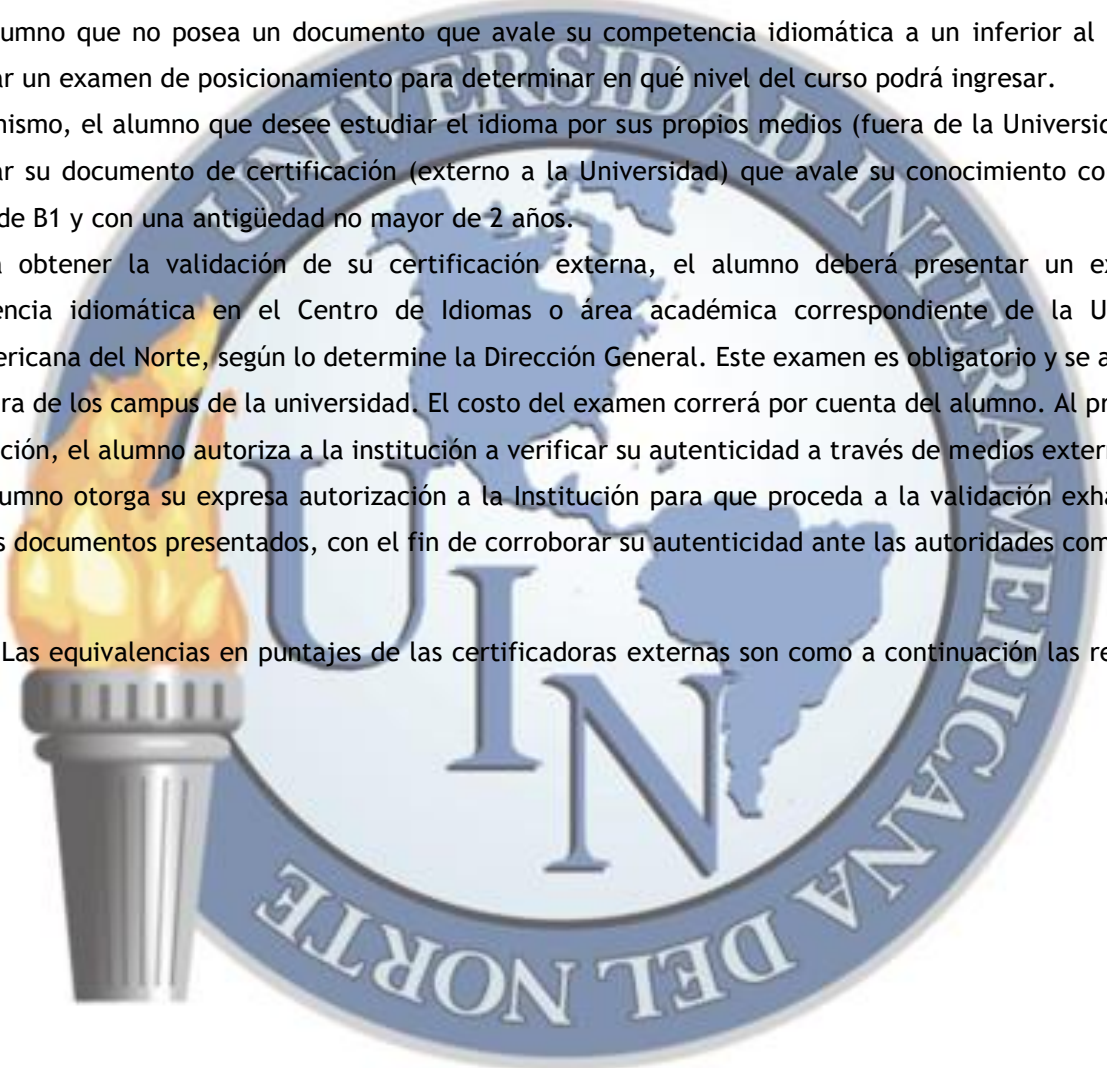 umno que no posea un documento que avale su competencia idiomática a un inferior al
ar un examen de posicionamiento para determinar en qué nivel del curso podrá ingresar.
nismo, el alumno que desee estudiar el idioma por sus propios medios (fuera de la Universid
ar su documento de certificación (externo a la Universidad) que avale su conocimiento co
de B1 y con una antigüedad no mayor de 2 años.
a obtener la validación de su certificación externa, el alumno deberá presentar un ex
encia idiomática en el Centro de Idiomas o área académica correspondiente de la U
ericana del Norte, según lo determine la Dirección General. Este examen es obligatorio y se a
ra de los campus de la universidad. El costo del examen correrá por cuenta del alumno. Al pr
ción, el alumno autoriza a la institución a verificar su autenticidad a través de medios extern
umno otorga su expresa autorización a la Institución para que proceda a la validación exha
s documentos presentados, con el fin de corroborar su autenticidad ante las autoridades com
Las equivalencias en puntajes de las certificadoras externas son como a continuación las re
UNIVERSIDAD INTERAMERICANA DEL NORTE
UIN